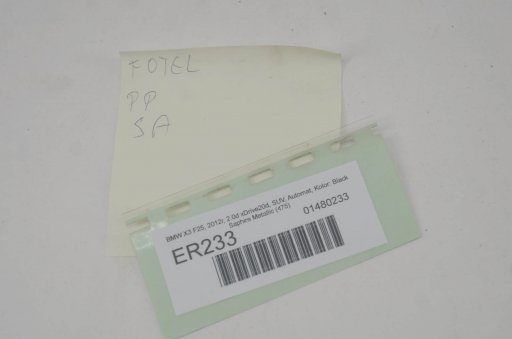 FOTEL
PP
SA
BMW X3 F25, 2012r, 2.0d xDrive20d, SUV, Automat, Kolor: Black
Saphire Metallic (475)
ER233
01480233